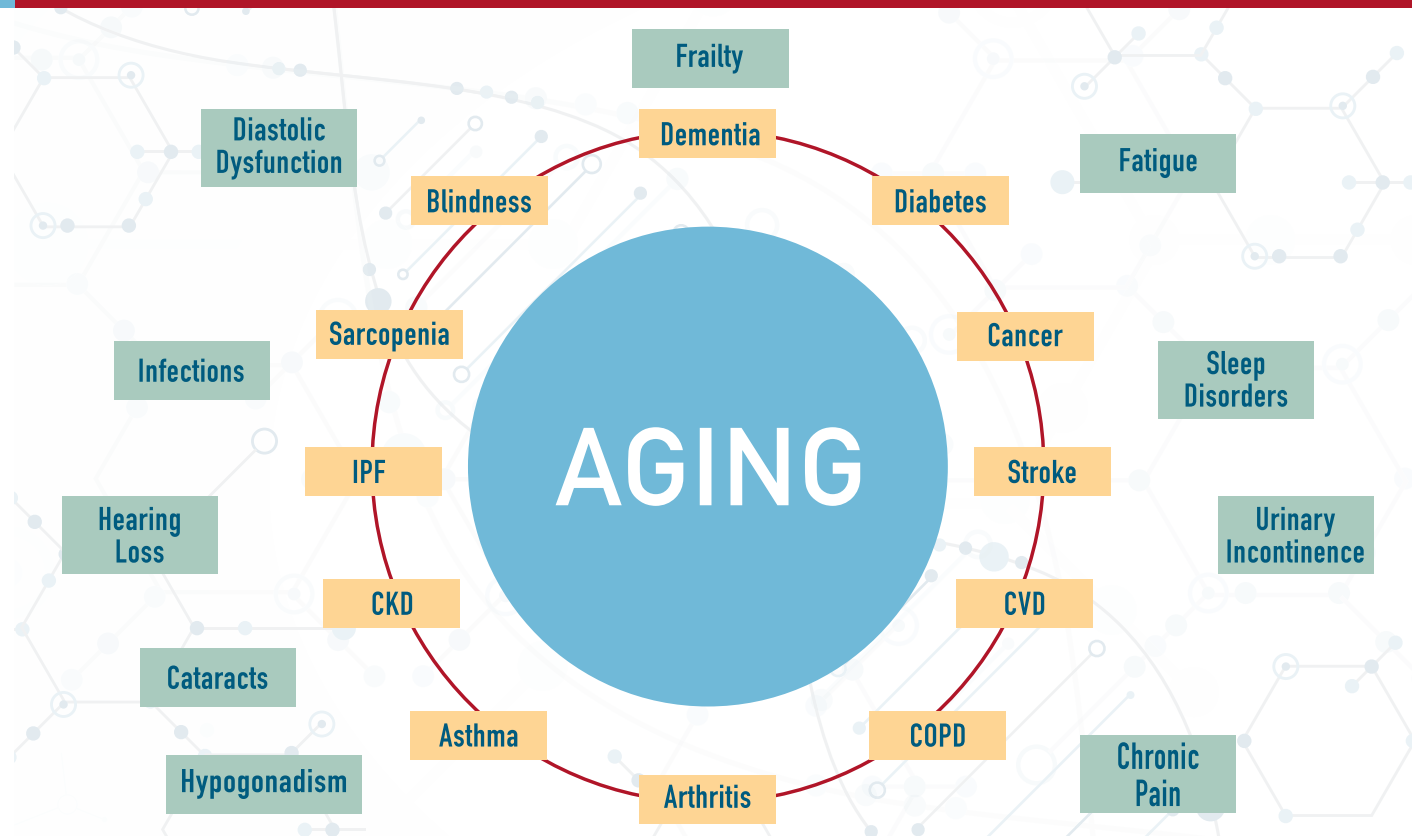 Frailty
Dementia
Diastolic
Dysfunction
Fatigue
Blindness
Diabetes
Sarcopenia
Cancer
Infections
Sleep
Disorders
AGING
IPF
Stroke
Hearing
Loss
Urinary
Incontinence
CKD
CVD
Cataracts
Asthma
COPD
Hypogonadism
Arthritis
Chronic
Pain